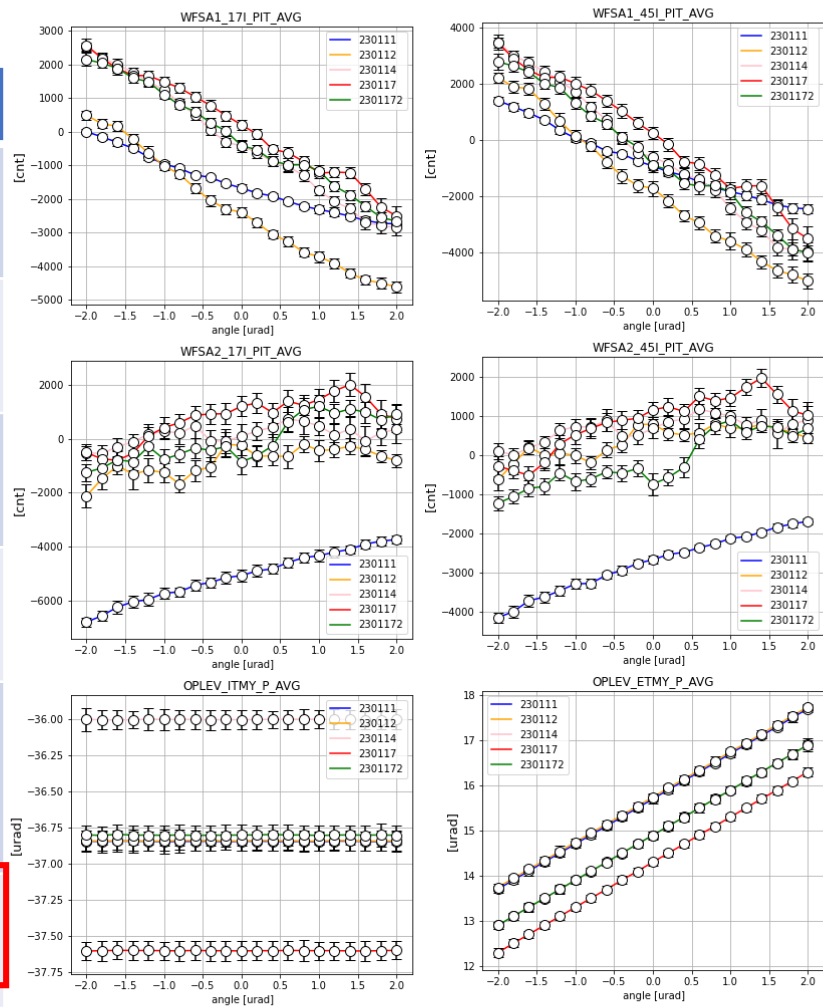 WFSA1_17I_PIT_AVG
3000
2000
1000
0
−1000
−2000
−3000
−4000
−5000
[cnt]
230111
230112
230114
230117
2301172
−2.0 −1.5 −1.0 −0.5 0.0 0.5 1.0 1.5 2.0
angle [urad]
WFSA1_45I_PIT_AVG
4000
2000
0
−2000
−4000
[cnt]
230111
230112
230114
230117
2301172
−2.0 −1.5 −1.0 −0.5 0.0 0.5 1.0 1.5 2.0
angle [urad]
WFSA2_17I_PIT_AVG
2000
0
−2000
−4000
−6000
[cnt]
230111
230112
230114
230117
2301172
−2.0 −1.5 −1.0 −0.5 0.0 0.5 1.0 1.5 2.0
angle [urad]
WFSA2_45I_PIT_AVG
2000
1000
0
−1000
−2000
−3000
−4000
[cnt]
230111
230112
230114
230117
2301172
−2.0 −1.5 −1.0 −0.5 0.0 0.5 1.0 1.5 2.0
angle [urad]
OPLEV_ITMY_P_AVG
−36.00
−36.25
−36.50
−36.75
−37.00
−37.25
−37.50
−37.75
[urad]
230111
230112
230114
230117
2301172
−2.0 −1.5 −1.0 −0.5 0.0 0.5 1.0 1.5 2.0
angle [urad]
OPLEV_ETMY_P_AVG
18
17
16
15
14
13
12
[urad]
230111
230112
230114
230117
2301172
−2.0 −1.5 −1.0 −0.5 0.0 0.5 1.0 1.5 2.0
angle [urad]